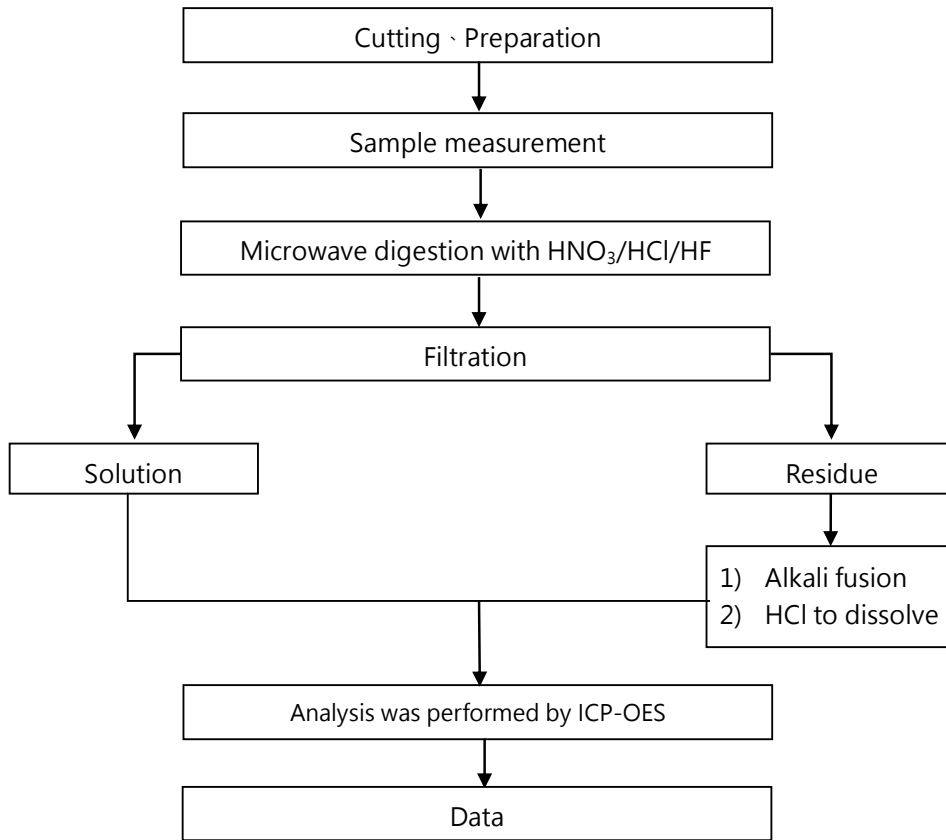 Cutting、Preparation
Sample measurement
Microwave digestion with HNO₃/HCl/HF
Filtration
Solution
Residue
1) Alkali fusion
2) HCl to dissolve
Analysis was performed by ICP-OES
Data